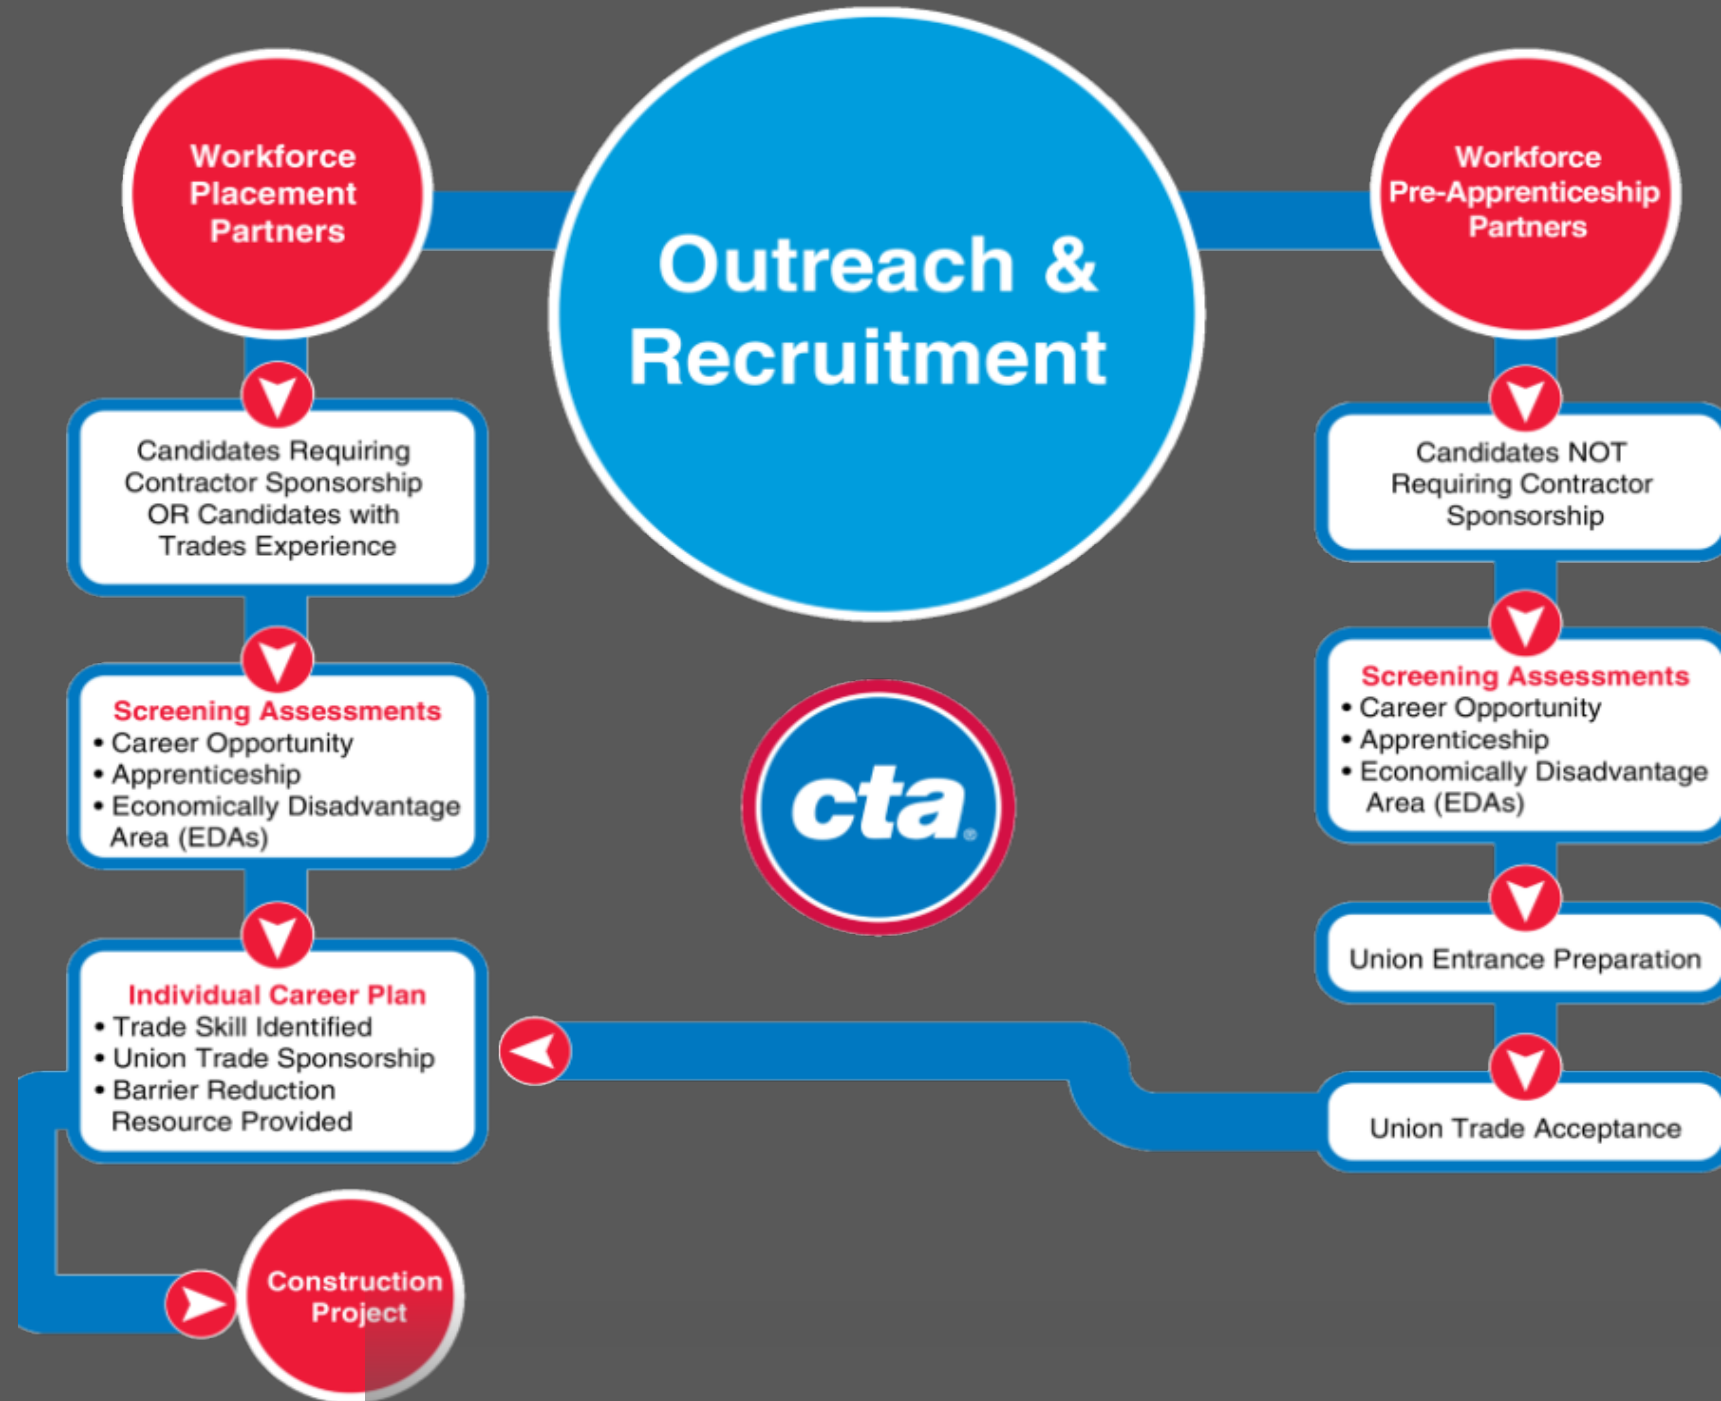 Workforce
Placement
Partners
Outreach &
Recruitment
Workforce
Pre-Apprenticeship
Partners
Candidates Requiring
Contractor Sponsorship
OR Candidates with
Trades Experience
Screening Assessments
• Career Opportunity
• Apprenticeship
• Economically Disadvantage
Area (EDAs)
Individual Career Plan
• Trade Skill Identified
• Union Trade Sponsorship
• Barrier Reduction
Resource Provided
Construction
Project
cta®
Candidates NOT
Requiring Contractor
Sponsorship
Screening Assessments
• Career Opportunity
• Apprenticeship
• Economically Disadvantage
Area (EDAs)
Union Entrance Preparation
Union Trade Acceptance